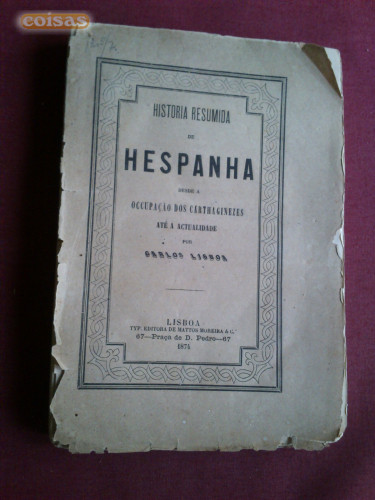 coisas
HISTORIA RESUMIDA
DE
HESPANHA
DESDE A
OCCUPAÇÃO DOS CARTHAGINEZES
ATÉ A ACTUALIDADE
POR
CARLOS LISBOA
LISBOA
TYP. EDITORA DE MATTOS MOREIRA & C.ª
67—Praça de D. Pedro—67
1874